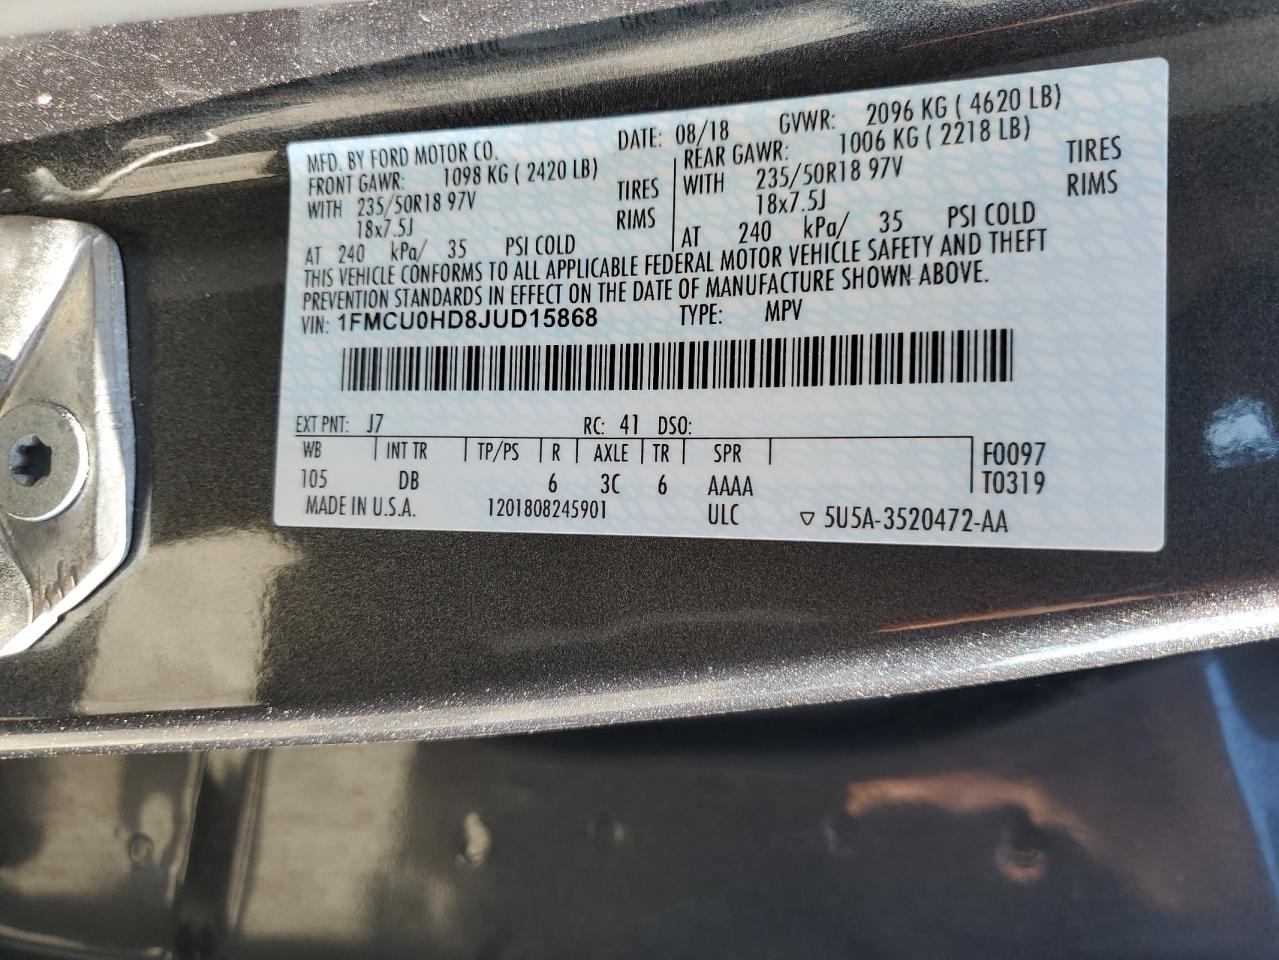 MFD. BY FORD MOTOR CO. DATE: 08/18 GVWR: 2096 KG ( 4620 LB)
FRONT GAWR: 1098 KG ( 2420 LB) REAR GAWR: 1006 KG ( 2218 LB)
WITH 235/50R18 97V TIRES WITH 235/50R18 97V TIRES
18x7.5J RIMS 18x7.5J RIMS
AT 240 kPa/ 35 PSI COLD AT 240 kPa/ 35 PSI COLD
THIS VEHICLE CONFORMS TO ALL APPLICABLE FEDERAL MOTOR VEHICLE SAFETY AND THEFT
PREVENTION STANDARDS IN EFFECT ON THE DATE OF MANUFACTURE SHOWN ABOVE.
VIN: 1FMCU0HD8JUD15868 TYPE: MPV
EXT PNT: J7 RC: 41 DSO:
WB INT TR TP/PS R AXLE TR SPR F0097
105 DB 6 3C 6 AAAA T0319
MADE IN U.S.A. 1201808245901 ULC ▽ 5U5A-3520472-AA